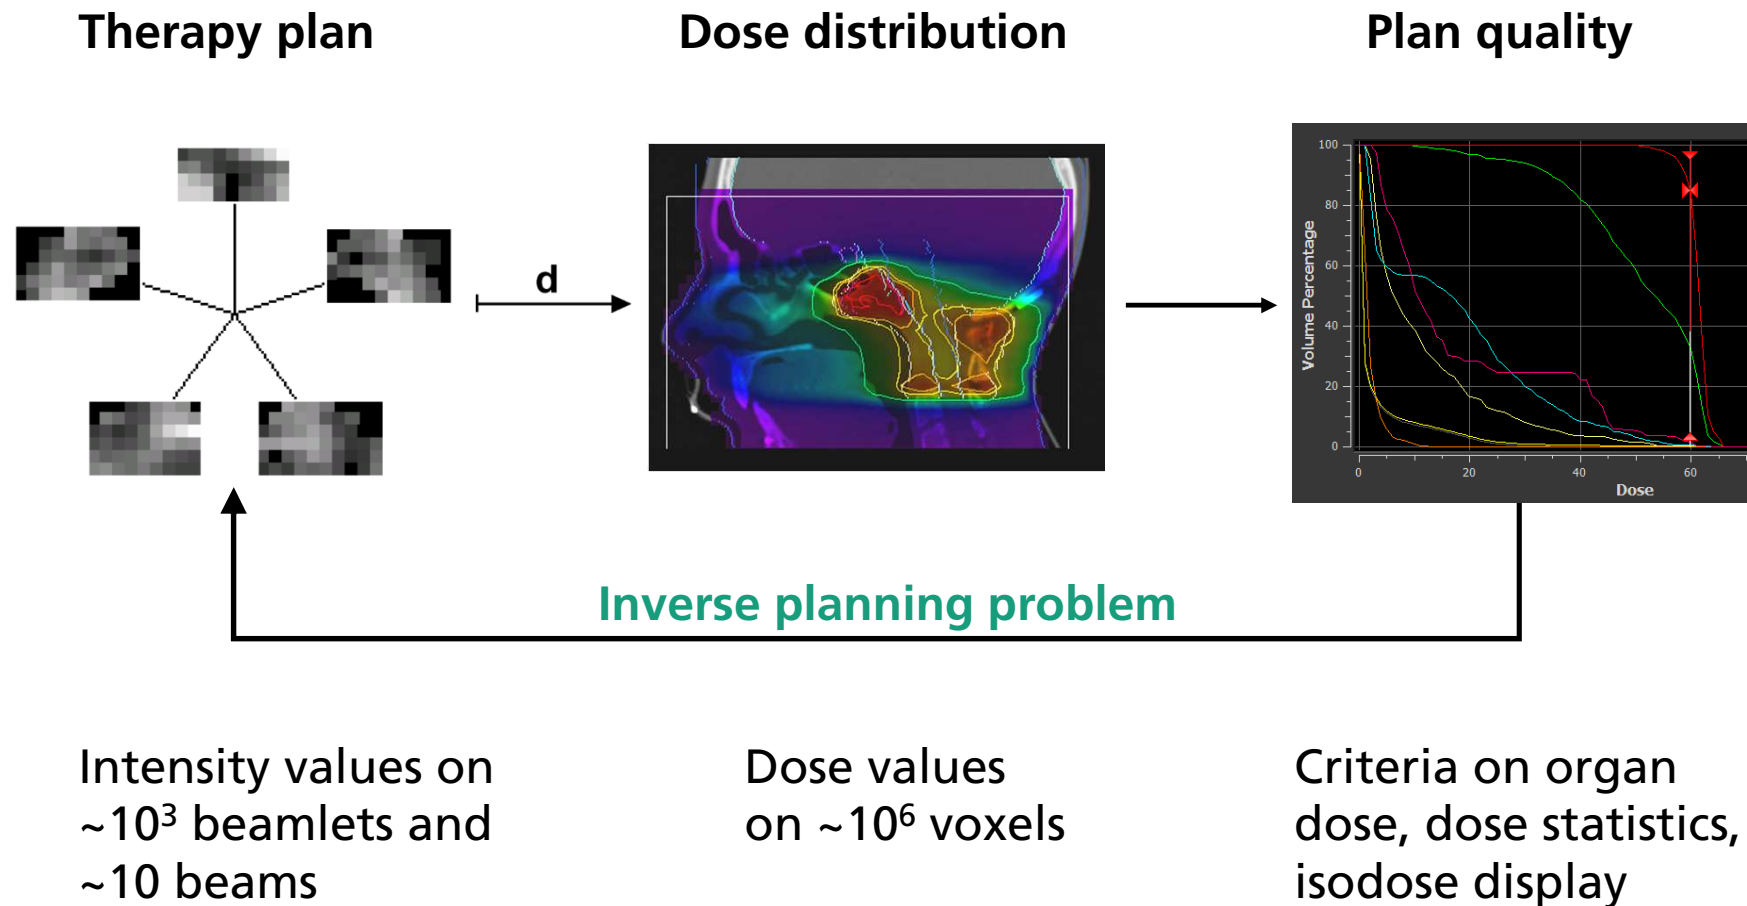 Therapy plan
Dose distribution
Plan quality
d
100
80
60
40
20
0
Volume Percentage
0
20
40
60
Dose
Inverse planning problem
Intensity values on
~10³ beamlets and
~10 beams
Dose values
on ~10⁶ voxels
Criteria on organ
dose, dose statistics,
isodose display